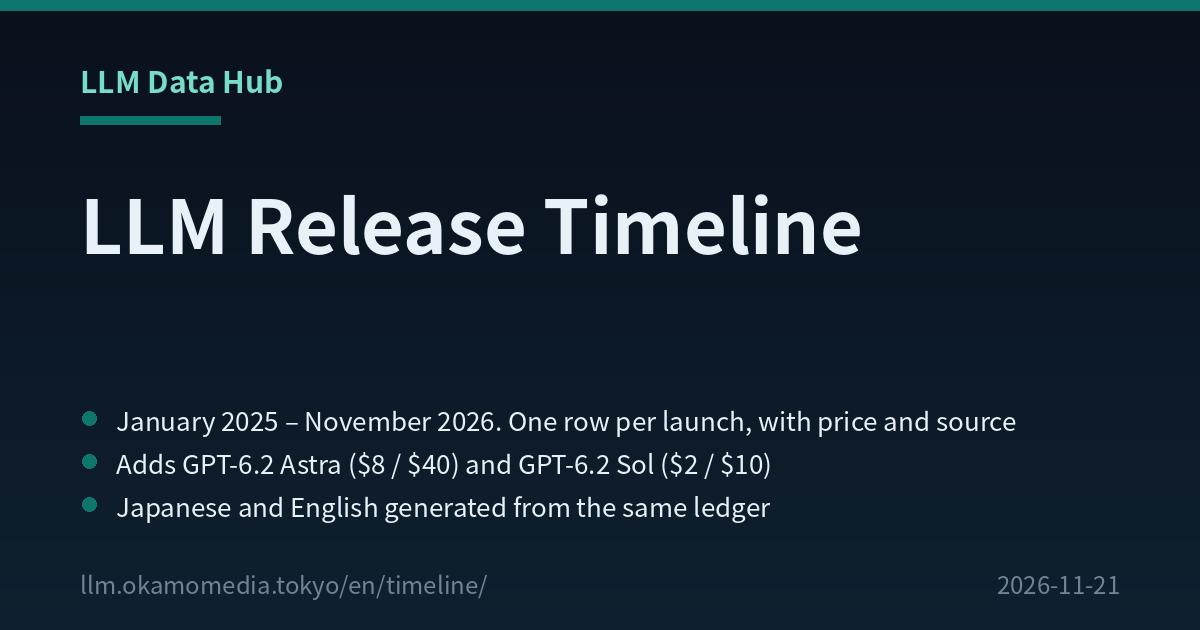 LLM Data Hub
LLM Release Timeline
January 2025 – November 2026. One row per launch, with price and source
Adds GPT-6.2 Astra ($8 / $40) and GPT-6.2 Sol ($2 / $10)
Japanese and English generated from the same ledger
llm.okamomedia.tokyo/en/timeline/
2026-11-21